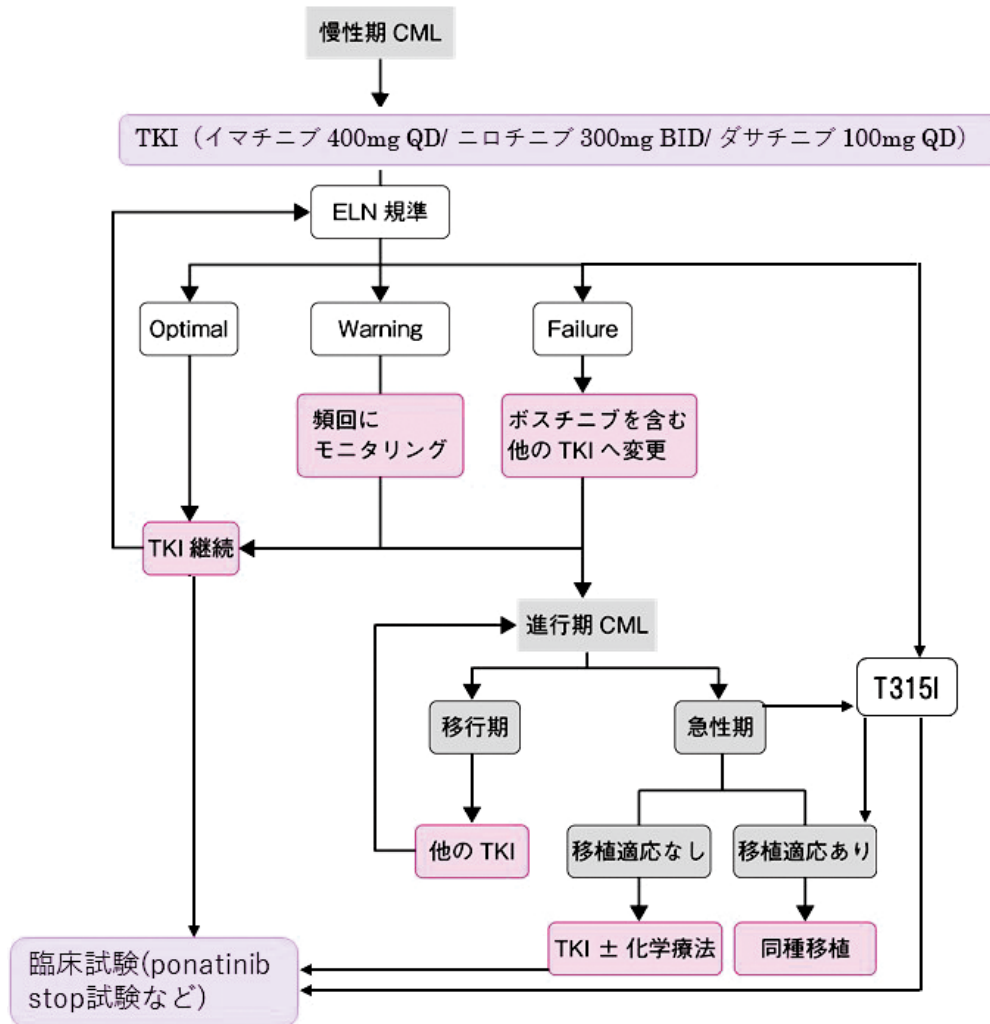 慢性期 CML
TKI（イマチニブ 400mg QD/ ニロチニブ 300mg BID/ ダサチニブ 100mg QD）
ELN 規準
Optimal
Warning
Failure
頻回に
モニタリング
ボスチニブを含む
他の TKI へ変更
TKI 継続
進行期 CML
T315I
移行期
急性期
他の TKI
移植適応なし
移植適応あり
TKI ± 化学療法
同種移植
臨床試験(ponatinib
stop試験など)